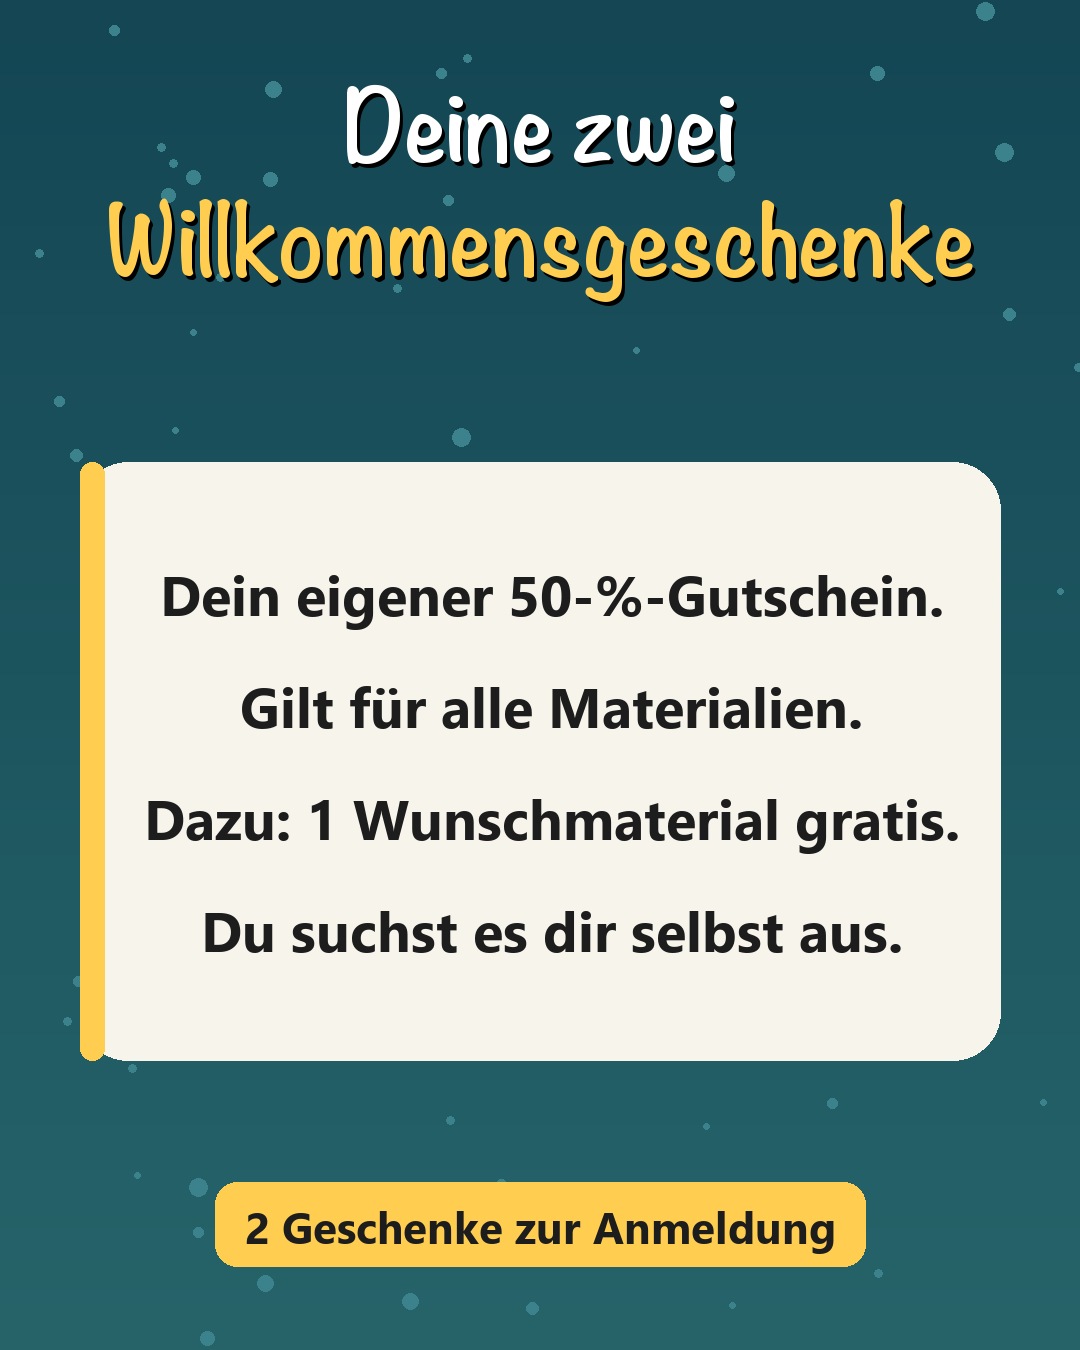 Deine zwei
Willkommensgeschenke
Dein eigener 50-%-Gutschein.
Gilt für alle Materialien.
Dazu: 1 Wunschmaterial gratis.
Du suchst es dir selbst aus.
2 Geschenke zur Anmeldung